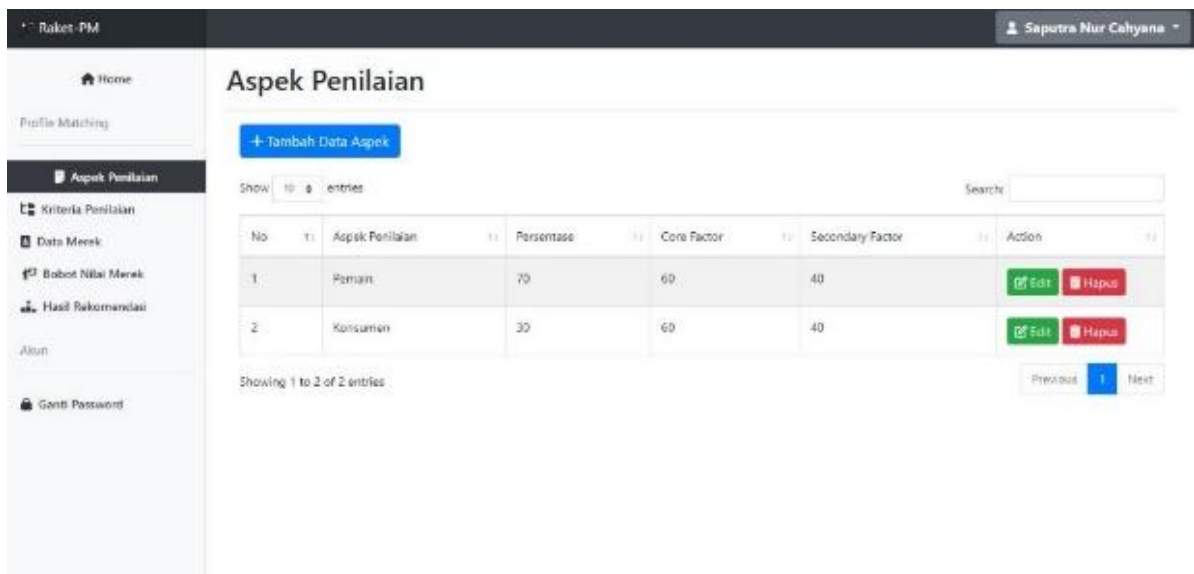 Raket-PM
Saputra Nur Cahyana
Home
Profile Matching
Aspek Penilaian
Kriteria Penilaian
Data Merek
Bobot Nilai Merek
Hasil Rekomendasi
Akun
Ganti Password
Aspek Penilaian
+ Tambah Data Aspek
Show 10 entries
Search:
No Aspek Penilaian Persentase Core Factor Secondary Factor Action
1 Pemain 70 60 40 Edit Hapus
2 Konsumen 30 60 40 Edit Hapus
Showing 1 to 2 of 2 entries
Previous 1 Next